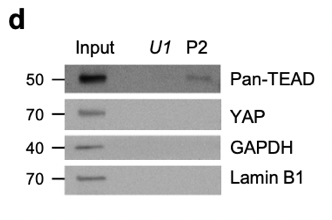 d
Input U1 P2
50 Pan-TEAD
70 YAP
40 GAPDH
70 Lamin B1